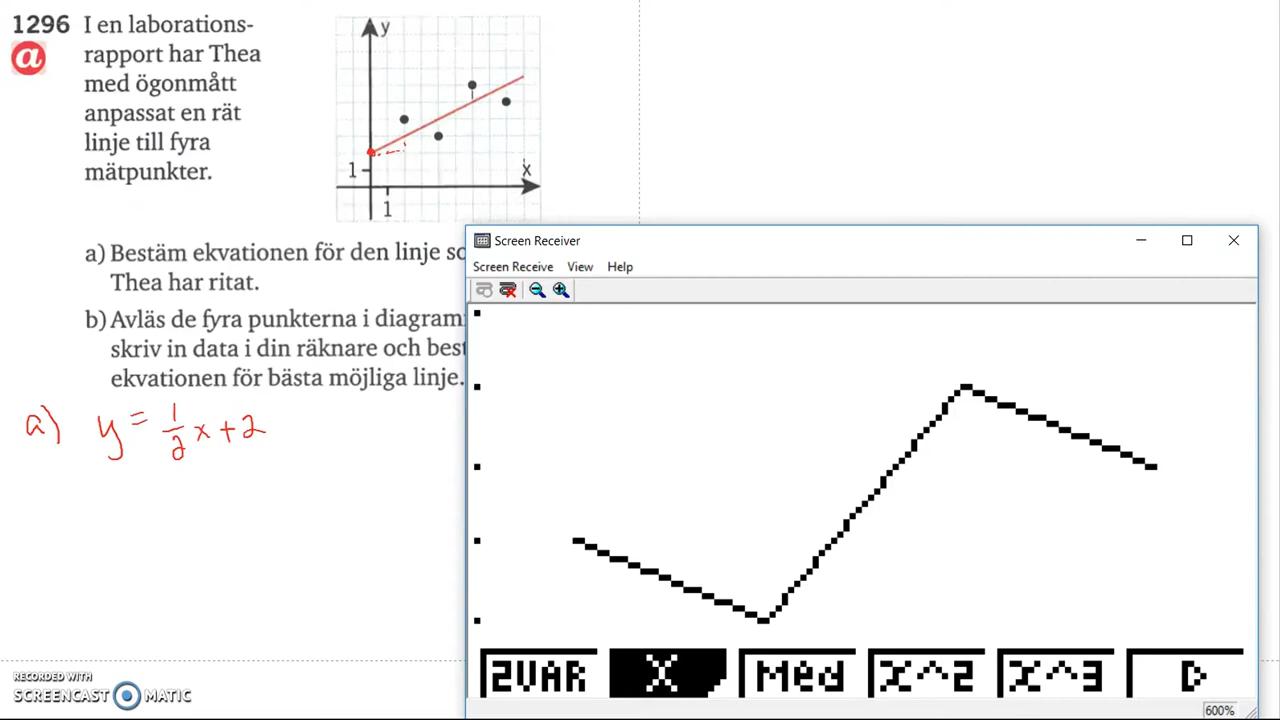 1296 I en laborations-
a rapport har Thea
med ögonmått
anpassat en rät
linje till fyra
mätpunkter.
y
x
1
1
a) Bestäm ekvationen för den linje so
Thea har ritat.
b) Avläs de fyra punkterna i diagram
skriv in data i din räknare och best
ekvationen för bästa möjliga linje.
a) y = 1/2 x + 2
Screen Receiver
Screen Receive View Help
2VAR X Med X^2 X^3 D
600%
RECORDED WITH
SCREENCAST MATIC